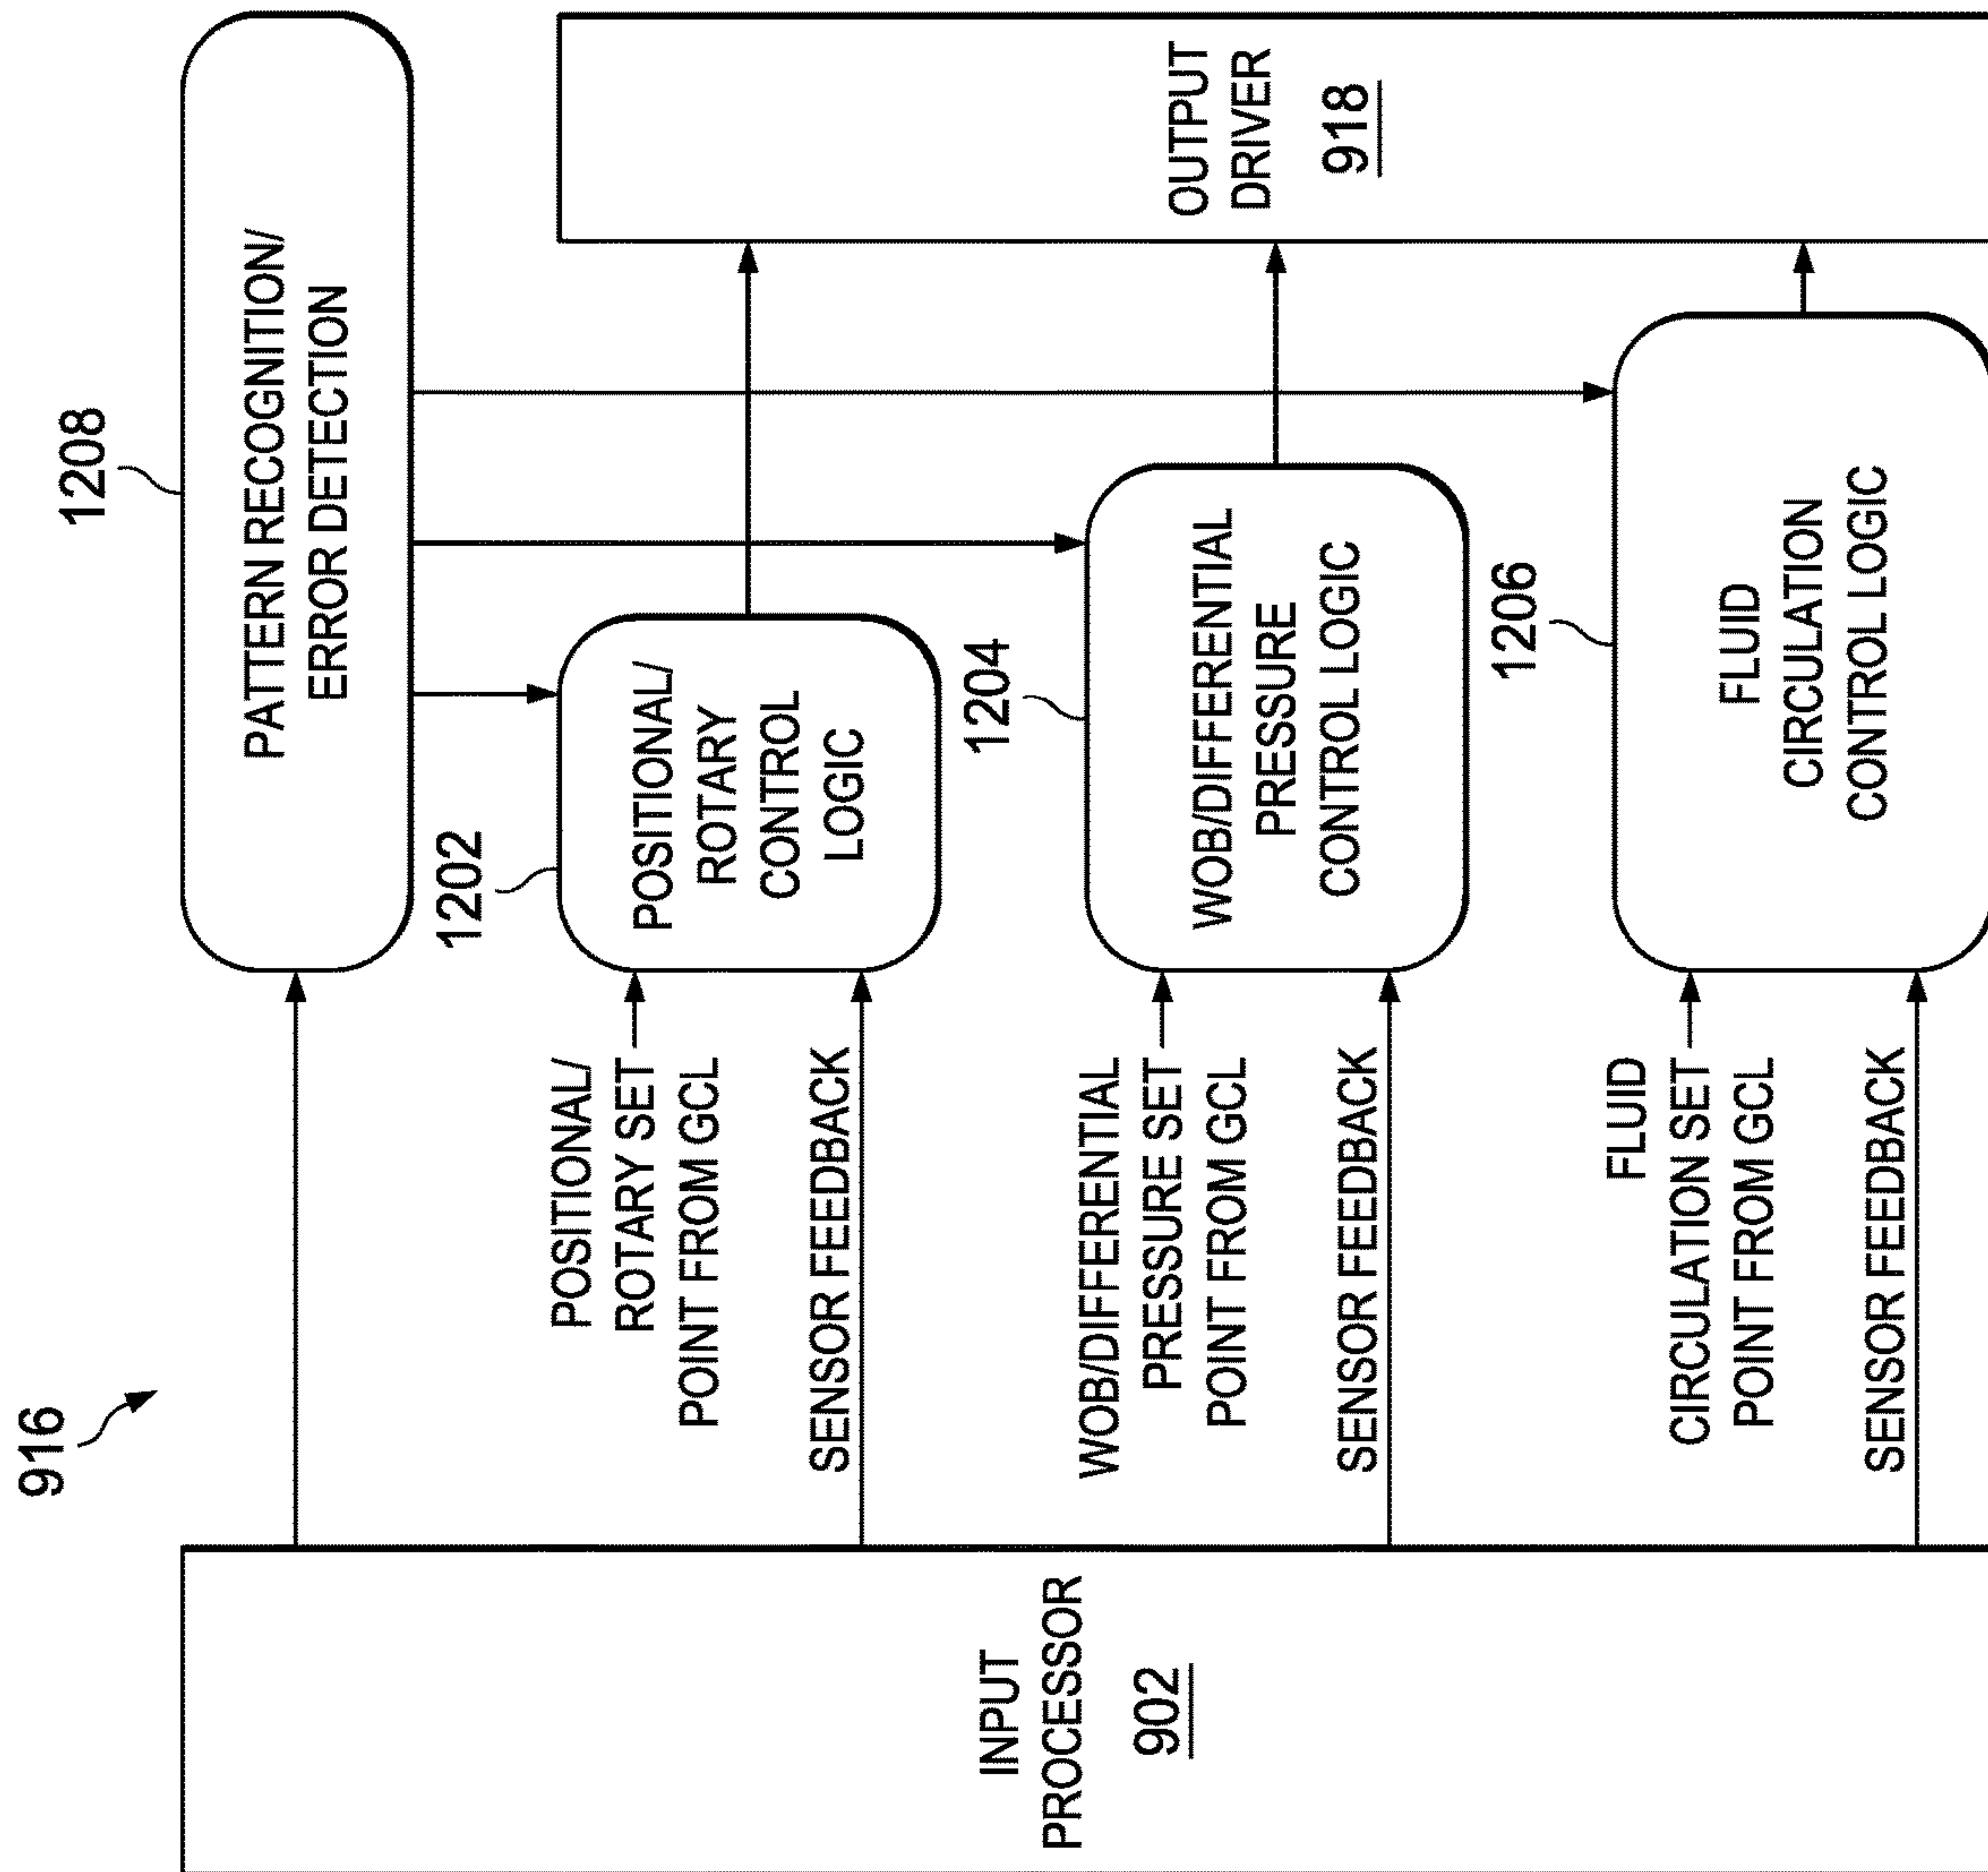 916
1208
PATTERN RECOGNITION/
ERROR DETECTION
INPUT
PROCESSOR
902
POSITIONAL/
ROTARY SET
POINT FROM GCL
SENSOR FEEDBACK
1202
POSITIONAL/
ROTARY
CONTROL
LOGIC
WOB/DIFFERENTIAL
PRESSURE SET
POINT FROM GCL
SENSOR FEEDBACK
1204
WOB/DIFFERENTIAL
PRESSURE
CONTROL LOGIC
FLUID
CIRCULATION SET
POINT FROM GCL
SENSOR FEEDBACK
1206
FLUID
CIRCULATION
CONTROL LOGIC
OUTPUT
DRIVER
918